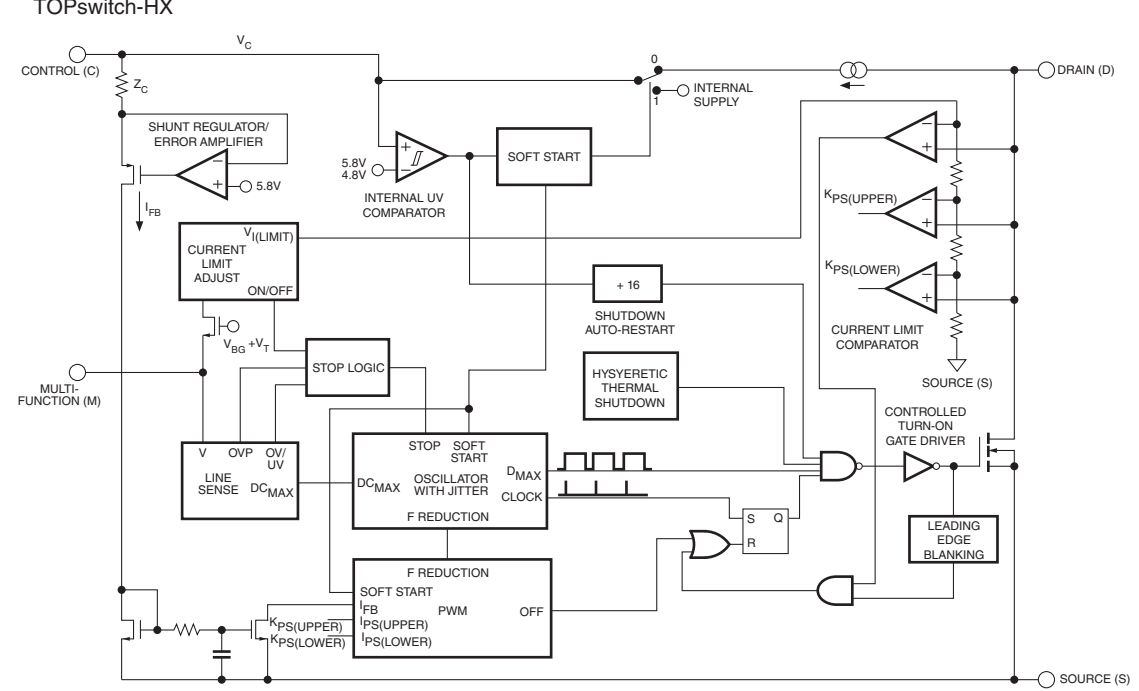 TOPswitch-HX
V_C
CONTROL (C)
Z_C
0
1
INTERNAL
SUPPLY
DRAIN (D)
SHUNT REGULATOR/
ERROR AMPLIFIER
−
+
5.8V
I_FB
+
−
5.8V
4.8V
INTERNAL UV
COMPARATOR
SOFT START
−
+
K_PS(UPPER)
−
+
K_PS(LOWER)
−
+
CURRENT LIMIT
COMPARATOR
SOURCE (S)
V_I(LIMIT)
CURRENT
LIMIT
ADJUST
ON/OFF
V_BG +V_T
+ 16
SHUTDOWN
AUTO-RESTART
STOP LOGIC
HYSYERETIC
THERMAL
SHUTDOWN
MULTI-
FUNCTION (M)
CONTROLLED
TURN-ON
GATE DRIVER
V
OVP
OV/
UV
LINE
SENSE
DC_MAX
STOP
SOFT
START
DC_MAX
OSCILLATOR
WITH JITTER
D_MAX
CLOCK
F REDUCTION
S
Q
R
LEADING
EDGE
BLANKING
F REDUCTION
SOFT START
I_FB
PWM
OFF
K_PS(UPPER)
I_PS(UPPER)
K_PS(LOWER)
I_PS(LOWER)
SOURCE (S)